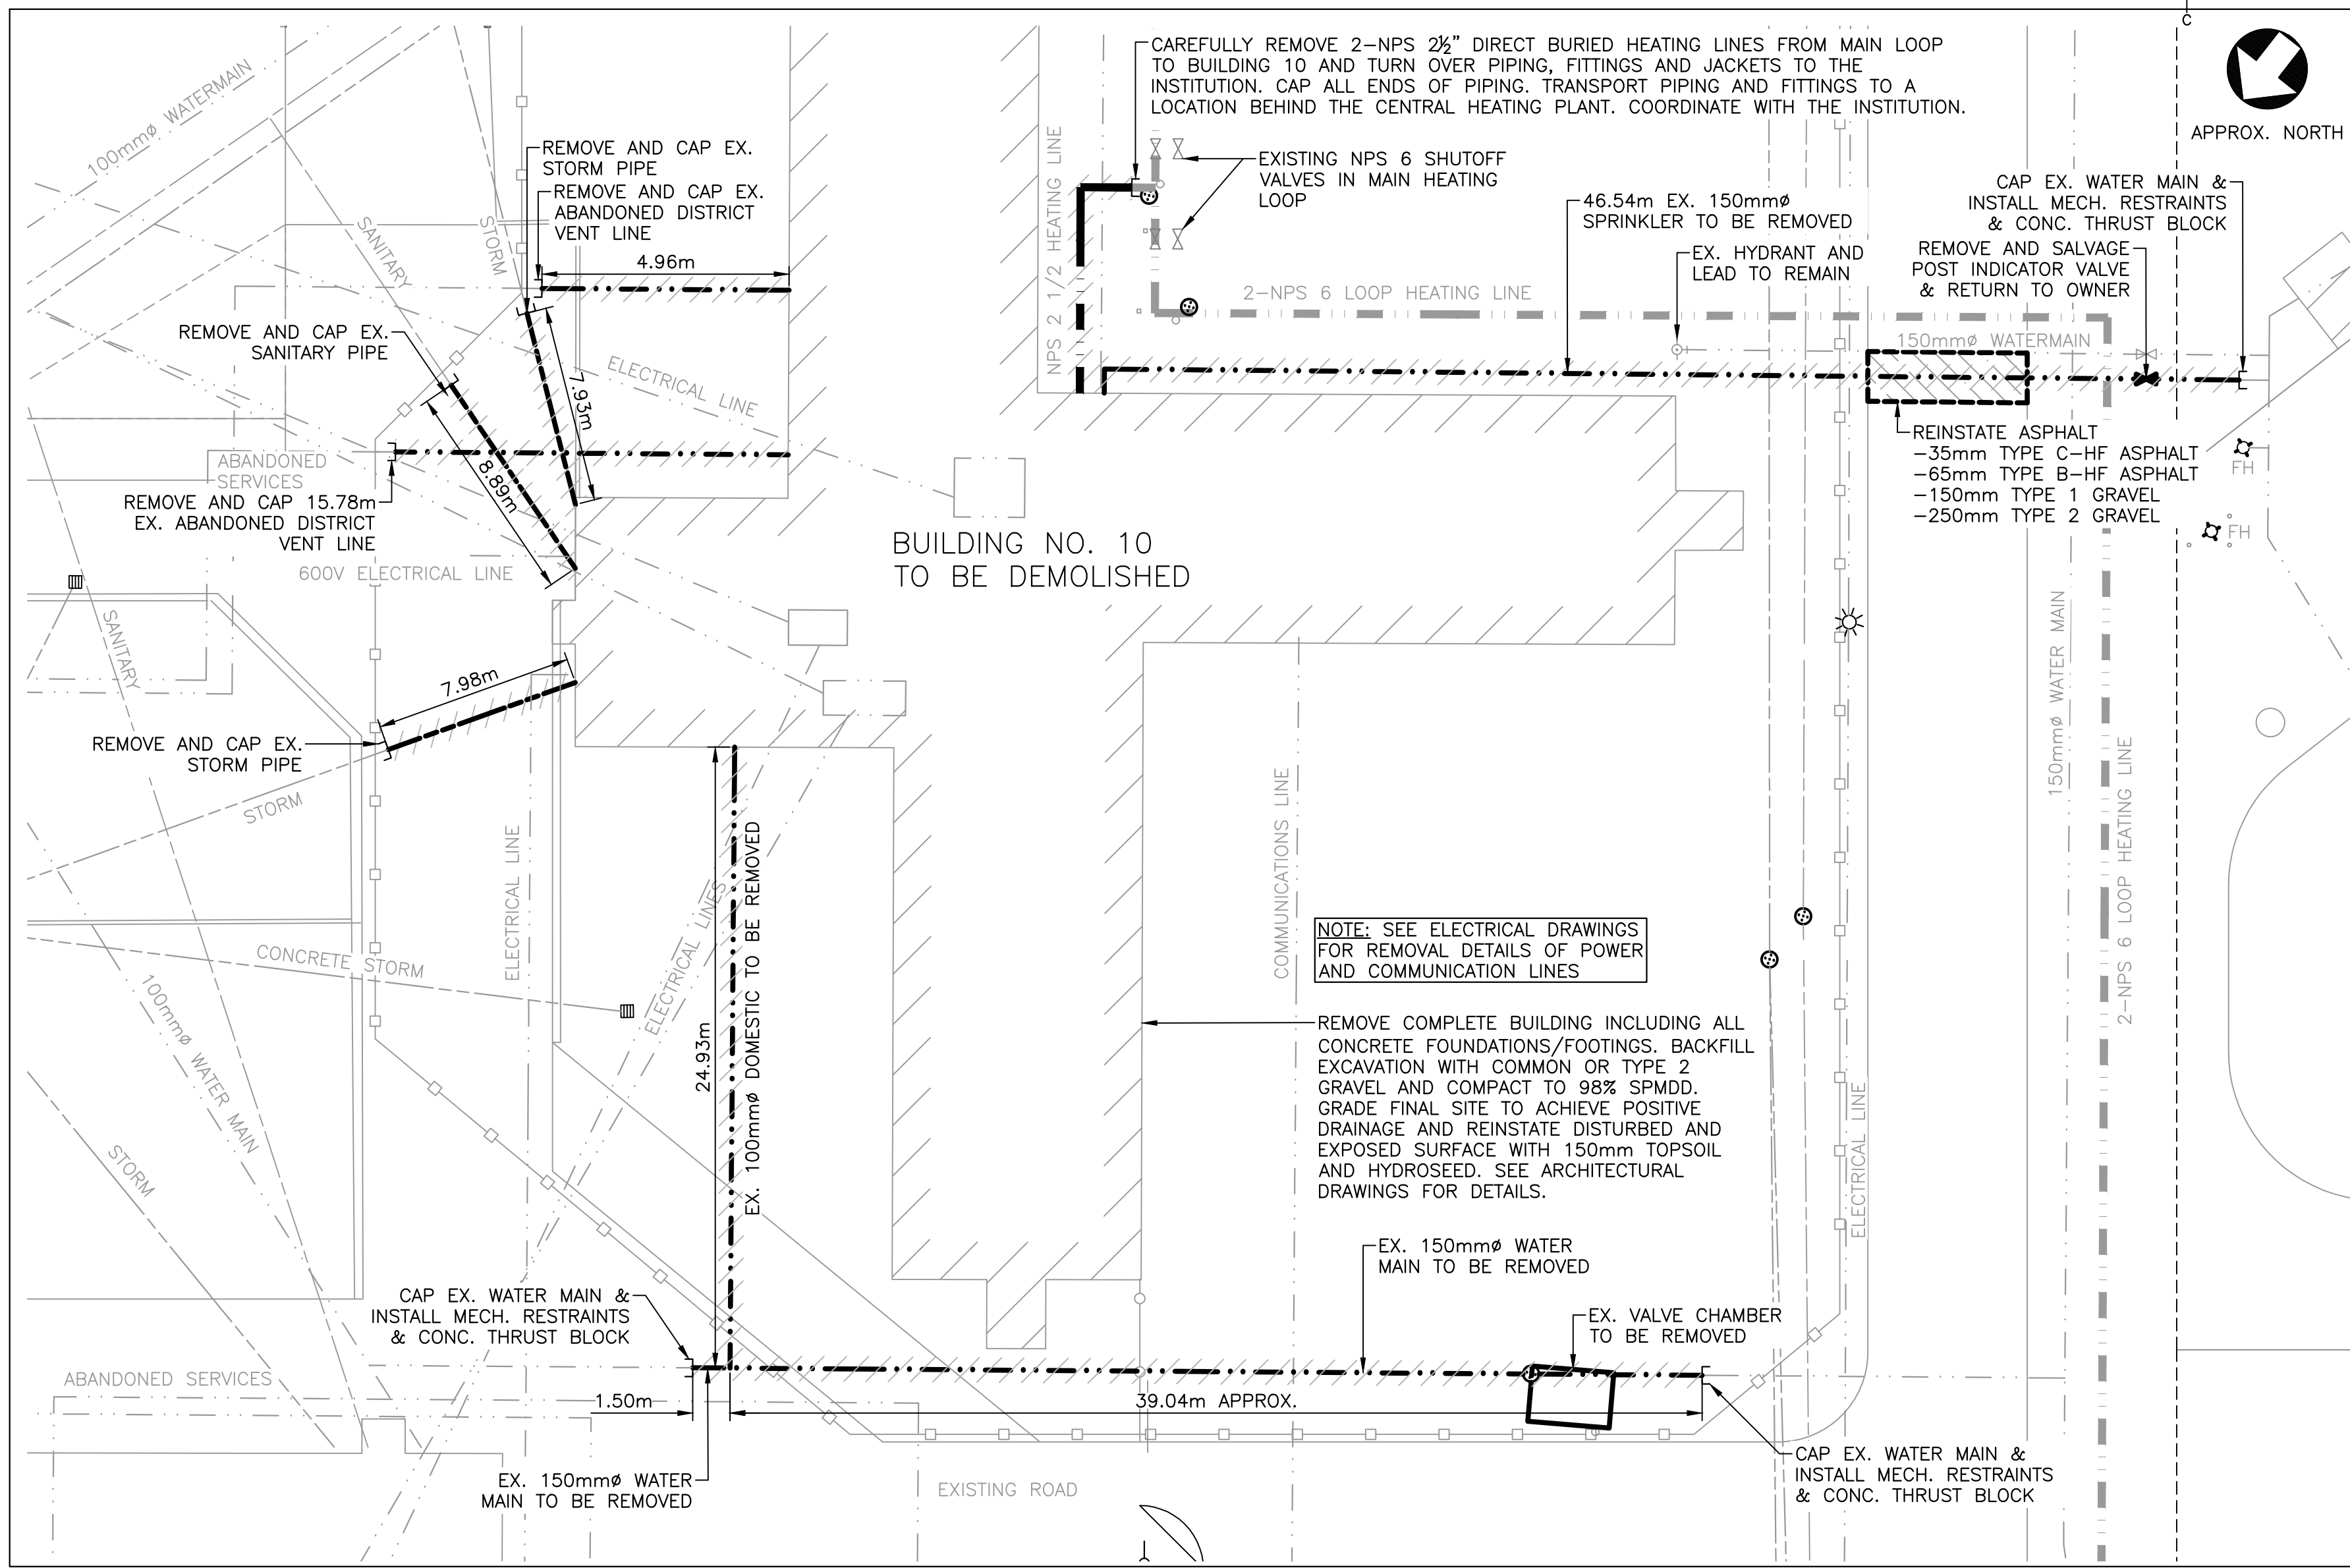 C
APPROX. NORTH
CAREFULLY REMOVE 2-NPS 2½" DIRECT BURIED HEATING LINES FROM MAIN LOOP
TO BUILDING 10 AND TURN OVER PIPING, FITTINGS AND JACKETS TO THE
INSTITUTION. CAP ALL ENDS OF PIPING. TRANSPORT PIPING AND FITTINGS TO A
LOCATION BEHIND THE CENTRAL HEATING PLANT. COORDINATE WITH THE INSTITUTION.
100mmø WATERMAIN
REMOVE AND CAP EX.
STORM PIPE
REMOVE AND CAP EX.
ABANDONED DISTRICT
VENT LINE
4.96m
SANITARY
STORM
NPS 2 1/2 HEATING LINE
EXISTING NPS 6 SHUTOFF
VALVES IN MAIN HEATING
LOOP
46.54m EX. 150mmø
SPRINKLER TO BE REMOVED
EX. HYDRANT AND
LEAD TO REMAIN
CAP EX. WATER MAIN &
INSTALL MECH. RESTRAINTS
& CONC. THRUST BLOCK
REMOVE AND SALVAGE
POST INDICATOR VALVE
& RETURN TO OWNER
2-NPS 6 LOOP HEATING LINE
150mmø WATERMAIN
REMOVE AND CAP EX.
SANITARY PIPE
7.93m
ELECTRICAL LINE
8.89m
REINSTATE ASPHALT
-35mm TYPE C-HF ASPHALT
-65mm TYPE B-HF ASPHALT
-150mm TYPE 1 GRAVEL
-250mm TYPE 2 GRAVEL
FH
FH
ABANDONED
SERVICES
REMOVE AND CAP 15.78m
EX. ABANDONED DISTRICT
VENT LINE
600V ELECTRICAL LINE
BUILDING NO. 10
TO BE DEMOLISHED
SANITARY
7.98m
REMOVE AND CAP EX.
STORM PIPE
STORM
ELECTRICAL LINE
EX. 100mmø DOMESTIC TO BE REMOVED
24.93m
ELECTRICAL LINES
COMMUNICATIONS LINE
150mmø WATER MAIN
2-NPS 6 LOOP HEATING LINE
CONCRETE STORM
100mmø WATER MAIN
STORM
NOTE: SEE ELECTRICAL DRAWINGS
FOR REMOVAL DETAILS OF POWER
AND COMMUNICATION LINES
REMOVE COMPLETE BUILDING INCLUDING ALL
CONCRETE FOUNDATIONS/FOOTINGS. BACKFILL
EXCAVATION WITH COMMON OR TYPE 2
GRAVEL AND COMPACT TO 98% SPMDD.
GRADE FINAL SITE TO ACHIEVE POSITIVE
DRAINAGE AND REINSTATE DISTURBED AND
EXPOSED SURFACE WITH 150mm TOPSOIL
AND HYDROSEED. SEE ARCHITECTURAL
DRAWINGS FOR DETAILS.
ELECTRICAL LINE
EX. 150mmø WATER
MAIN TO BE REMOVED
EX. VALVE CHAMBER
TO BE REMOVED
CAP EX. WATER MAIN &
INSTALL MECH. RESTRAINTS
& CONC. THRUST BLOCK
ABANDONED SERVICES
1.50m
39.04m APPROX.
EX. 150mmø WATER
MAIN TO BE REMOVED
EXISTING ROAD
CAP EX. WATER MAIN &
INSTALL MECH. RESTRAINTS
& CONC. THRUST BLOCK